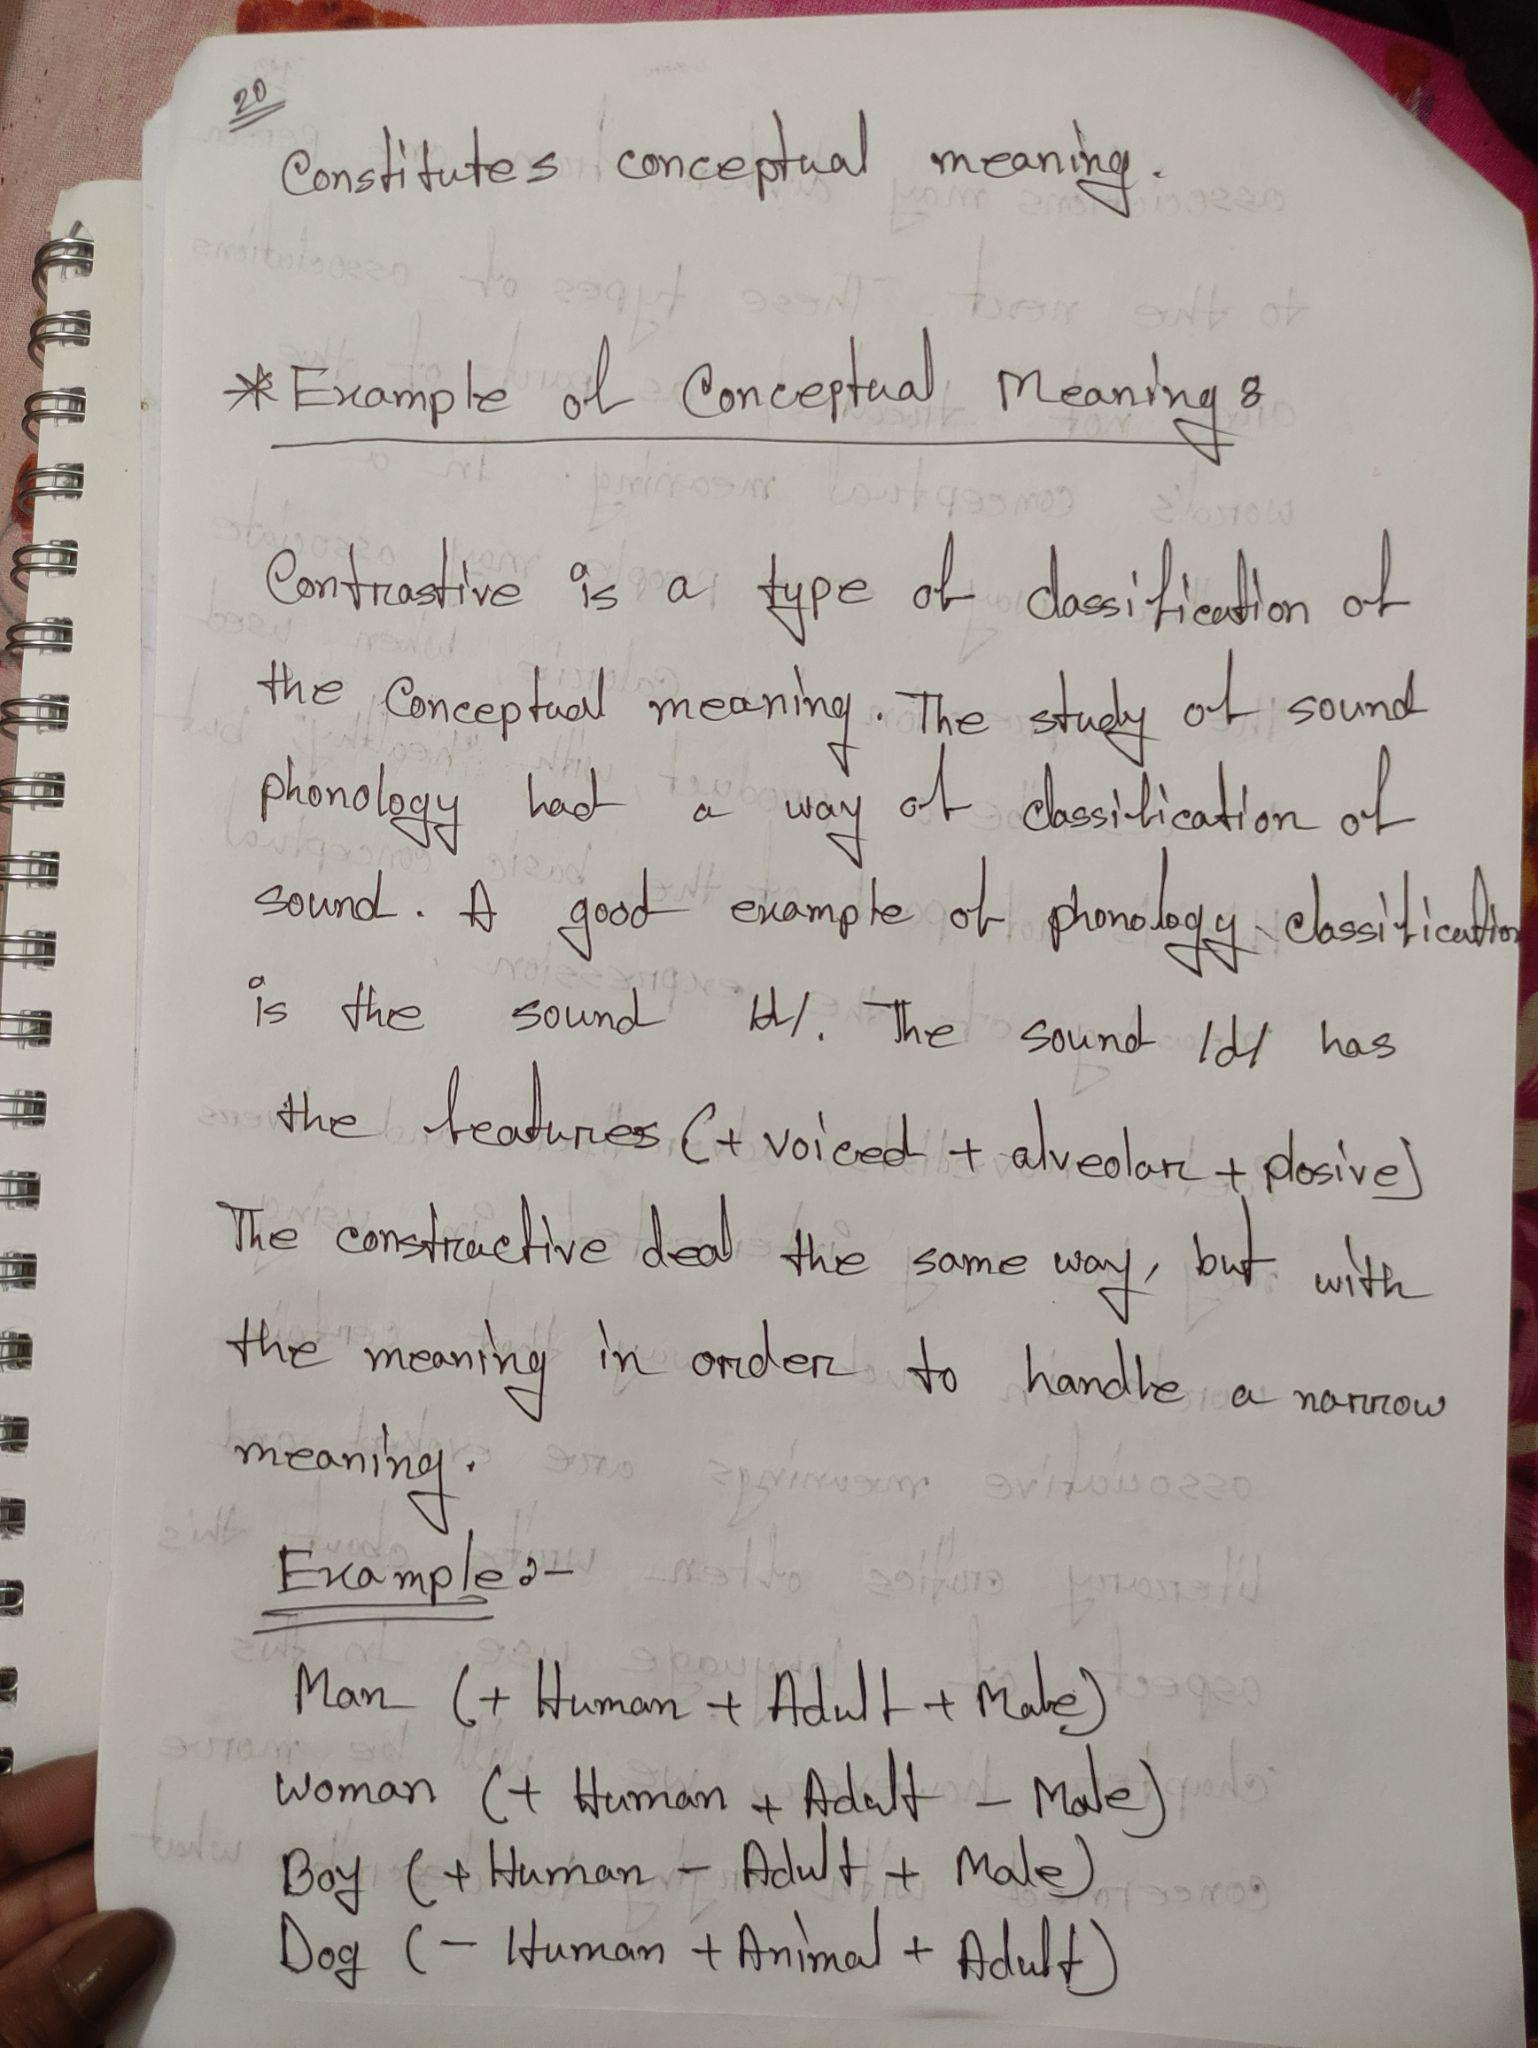 20
Constitutes conceptual meaning.
* Example of Conceptual Meaning :
Contrastive is a type of classification of
the Conceptual meaning. The study of sound
phonology had a way of classification of
sound. A good example of phonology classification
is the sound /d/. The sound /d/ has
the features (+ voiced + alveolar + plosive)
The constractive deal the same way, but with
the meaning in order to handle a narrow
meaning.
Example :-
Man (+ Human + Adult + Male)
Woman (+ Human + Adult - Male)
Boy (+ Human - Adult + Male)
Dog (- Human + Animal + Adult)